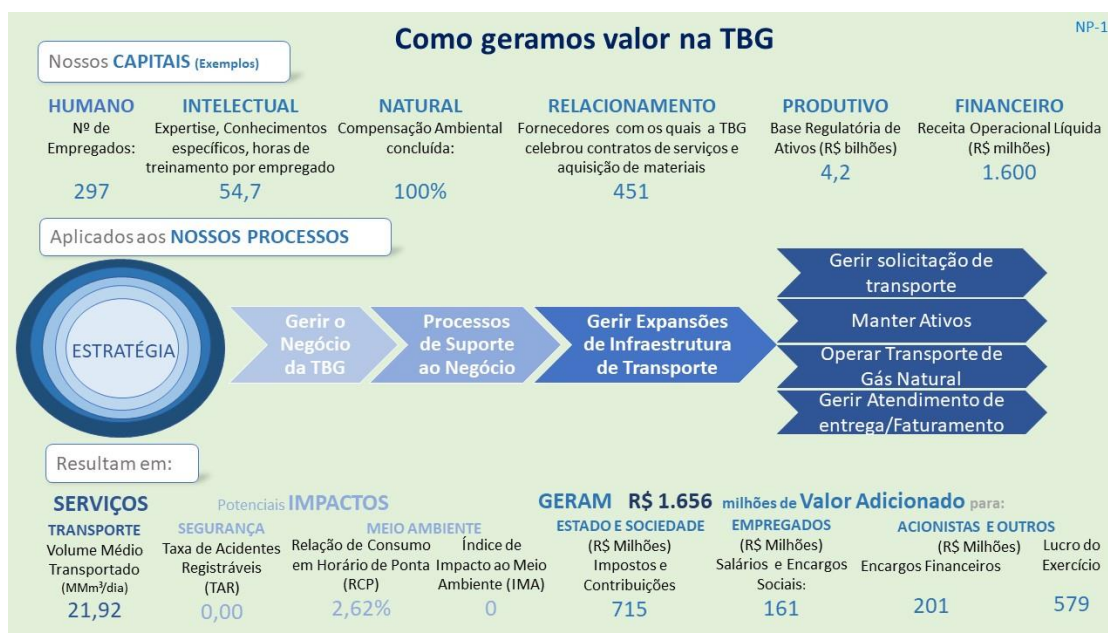 Como geramos valor na TBG
NP-1
Nossos CAPITAIS (Exemplos)
HUMANO
Nº de
Empregados:
297
INTELECTUAL
Expertise, Conhecimentos
específicos, horas de
treinamento por empregado
54,7
NATURAL
Compensação Ambiental
concluída:
100%
RELACIONAMENTO
Fornecedores com os quais a TBG
celebrou contratos de serviços e
aquisição de materiais
451
PRODUTIVO
Base Regulatória de
Ativos (R$ bilhões)
4,2
FINANCEIRO
Receita Operacional Líquida
(R$ milhões)
1.600
Aplicados aos NOSSOS PROCESSOS
ESTRATÉGIA
Gerir o
Negócio
da TBG
Processos
de Suporte
ao Negócio
Gerir Expansões
de Infraestrutura
de Transporte
Gerir solicitação de
transporte
Manter Ativos
Operar Transporte de
Gás Natural
Gerir Atendimento de
entrega/Faturamento
Resultam em:
SERVIÇOS
TRANSPORTE
Volume Médio
Transportado
(MMm³/dia)
21,92
Potenciais IMPACTOS
SEGURANÇA
Taxa de Acidentes
Registráveis
(TAR)
0,00
MEIO AMBIENTE
Relação de Consumo
em Horário de Ponta
(RCP)
2,62%
Índice de
Impacto ao Meio
Ambiente (IMA)
0
GERAM R$ 1.656 milhões de Valor Adicionado para:
ESTADO E SOCIEDADE
(R$ Milhões)
Impostos e
Contribuições
715
EMPREGADOS
(R$ Milhões)
Salários e Encargos
Sociais:
161
ACIONISTAS E OUTROS
(R$ Milhões)
Encargos Financeiros
201
Lucro do
Exercício
579